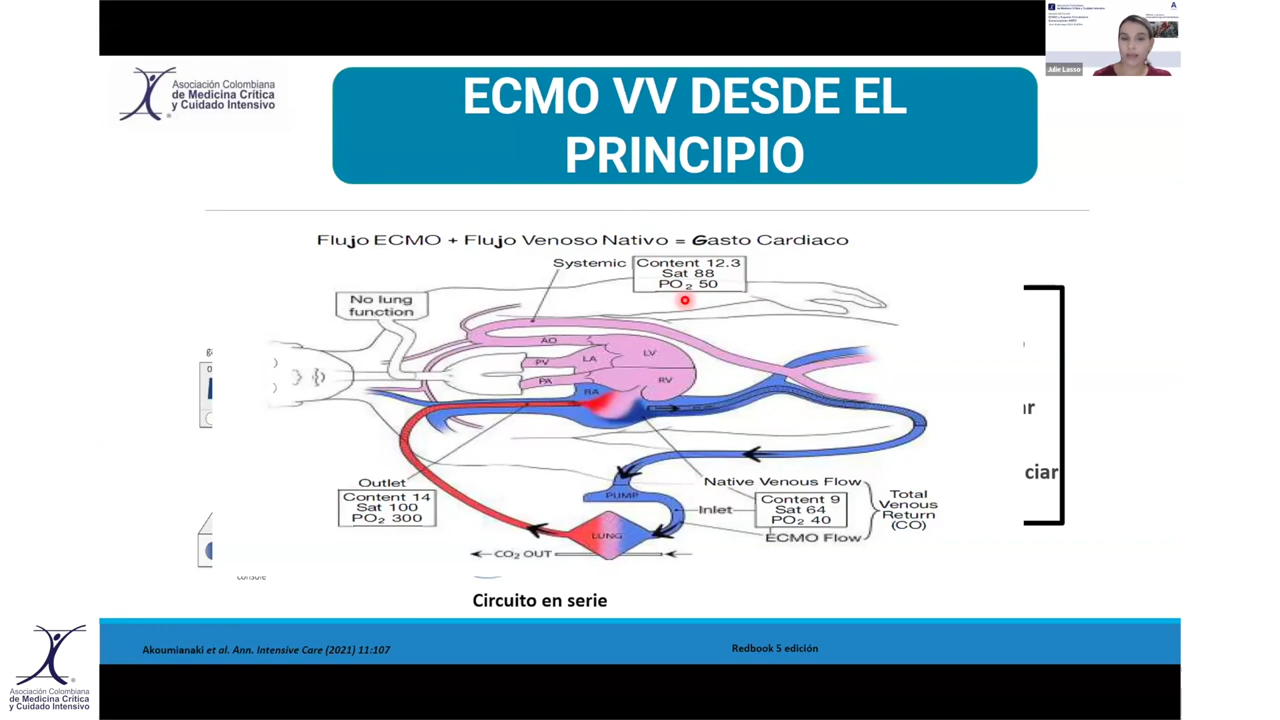 Asociación Colombiana
de Medicina Crítica
y Cuidado Intensivo
ECMO VV DESDE EL
PRINCIPIO
Julie Lasso
Flujo ECMO + Flujo Venoso Nativo = Gasto Cardiaco
Systemic
Content 12.3
Sat 88
PO2 50
No lung
function
AO
PV
LA
LV
PA
RV
RA
Outlet
Content 14
Sat 100
PO2 300
PUMP
LUNG
CO2 OUT
Native Venous Flow
Inlet
Content 9
Sat 64
PO2 40
ECMO Flow
Total
Venous
Return
(CO)
ar
ciar
console
Circuito en serie
Akoumianaki et al. Ann. Intensive Care (2021) 11:107
Redbook 5 edición
Asociación Colombiana
de Medicina Crítica
y Cuidado Intensivo